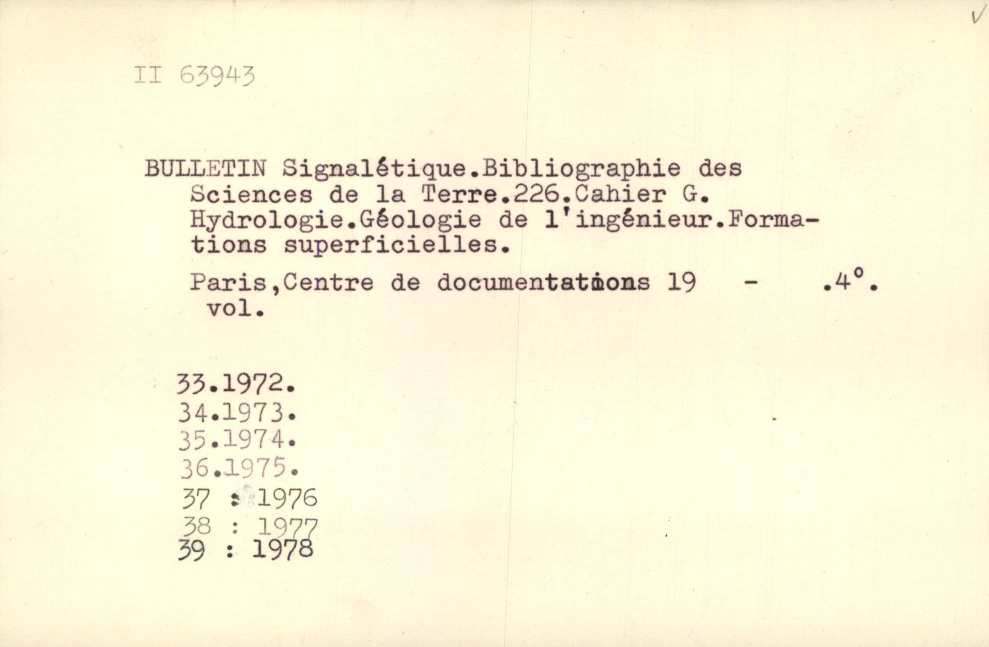 II 63943
BULLETIN Signalétique.Bibliographie des
Sciences de la Terre.226.Cahier G.
Hydrologie.Géologie de l'ingénieur.Forma-
tions superficielles.
Paris,Centre de documentations 19 - .4°.
vol.
33.1972.
34.1973.
35.1974.
36.1975.
37 : 1976
38 : 1977
39 : 1978